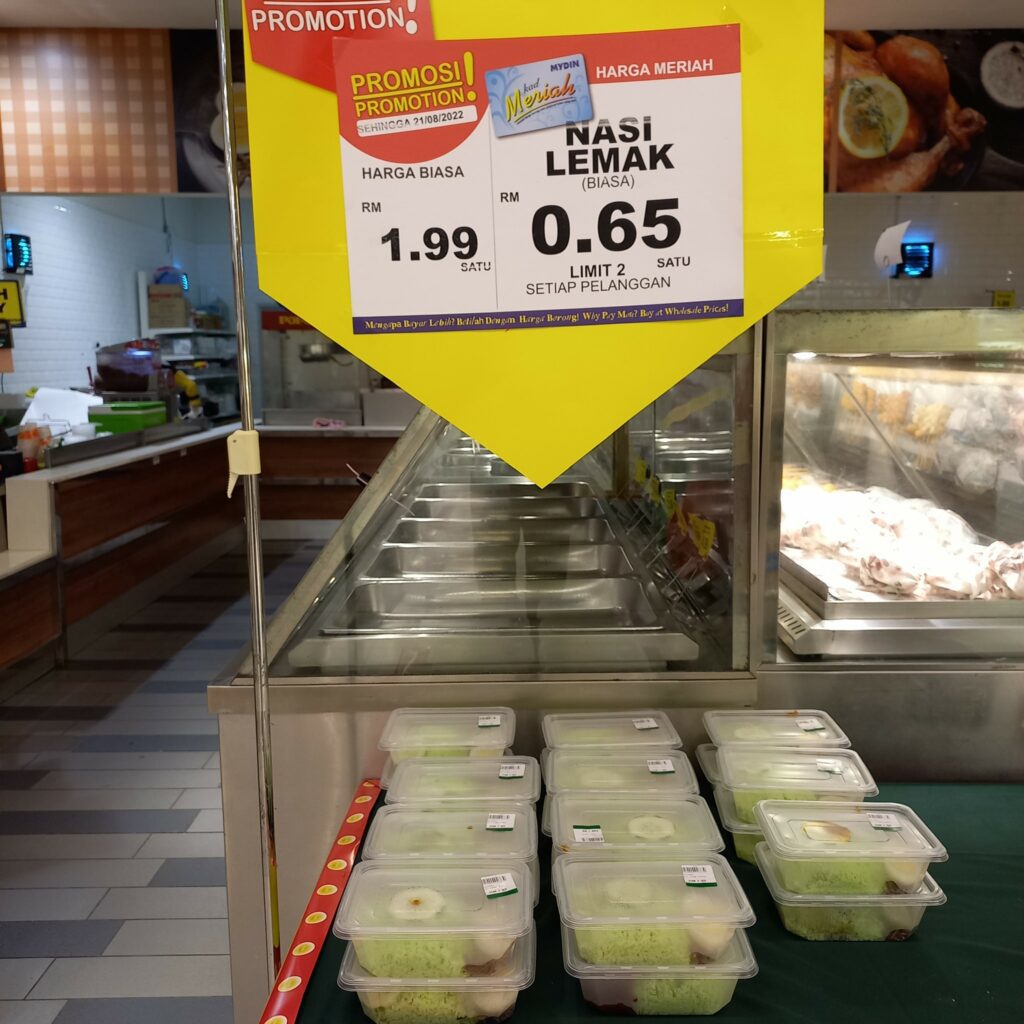 PROMOTION!
PROMOSI
PROMOTION!
SEHINGGA 21/08/2022
MYDIN
kad
Meriah
HARGA MERIAH
HARGA BIASA
RM
1.99
SATU
NASI
LEMAK
(BIASA)
RM
0.65
SATU
LIMIT 2
SETIAP PELANGGAN
Mengapa Bayar Lebih? Belilah Dengan Harga Borong! Why Pay More? Buy at Wholesale Prices!